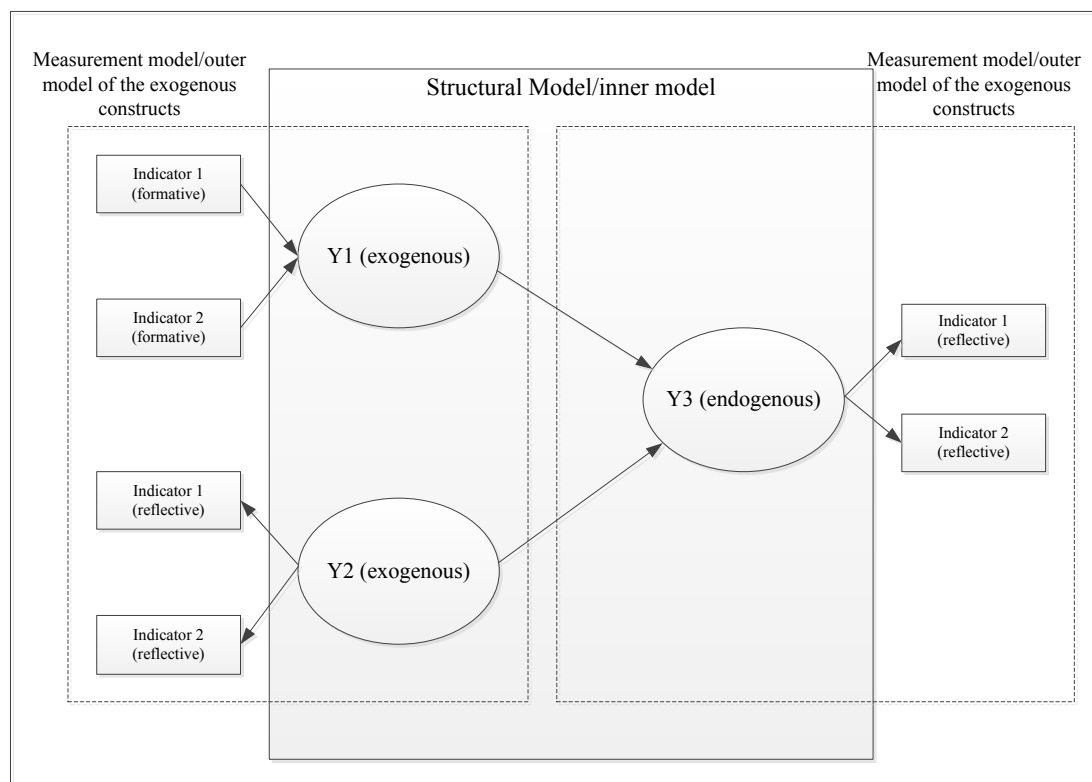 Measurement model/outer
model of the exogenous
constructs
Structural Model/inner model
Measurement model/outer
model of the exogenous
constructs
Indicator 1
(formative)
Y1 (exogenous)
Indicator 2
(formative)
Indicator 1
(reflective)
Y3 (endogenous)
Indicator 2
(reflective)
Indicator 1
(reflective)
Y2 (exogenous)
Indicator 2
(reflective)